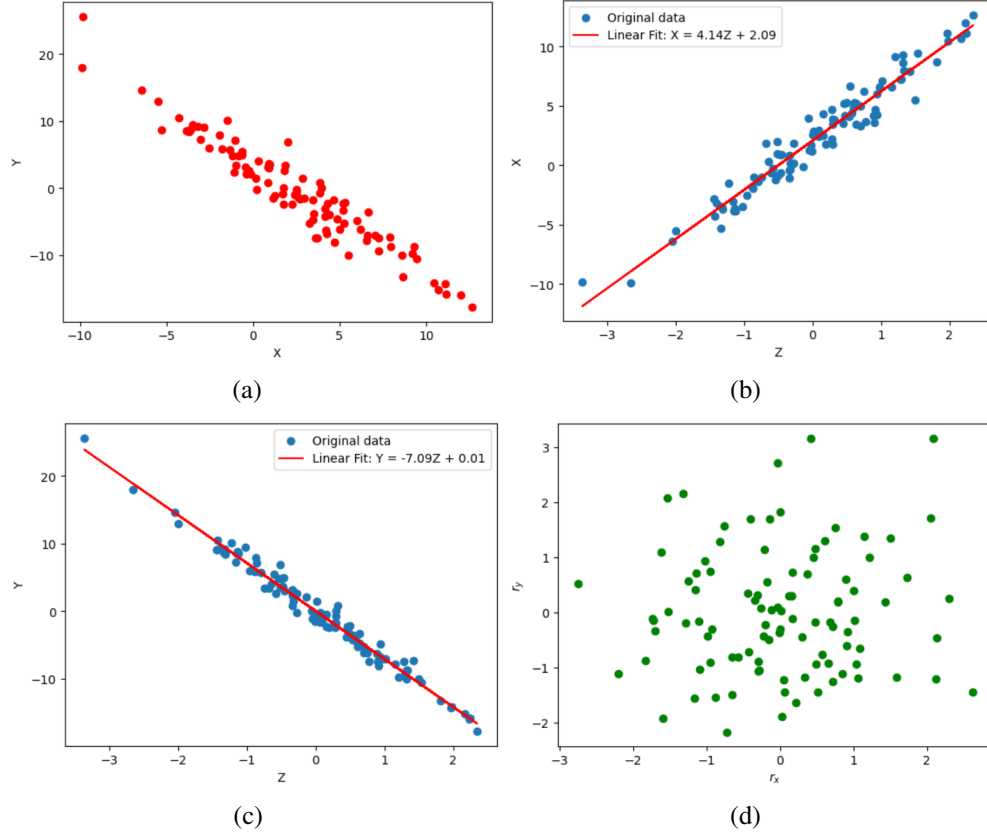 20
10
0
-10
Y
-10
-5
0
5
10
X
(a)
Original data
Linear Fit: X = 4.14Z + 2.09
10
5
0
−5
−10
X
−3
−2
−1
0
1
2
Z
(b)
Original data
Linear Fit: Y = -7.09Z + 0.01
20
10
0
−10
Y
−3
−2
−1
0
1
2
Z
(c)
3
2
1
0
−1
−2
r_y
−3
−2
−1
0
1
2
r_x
(d)